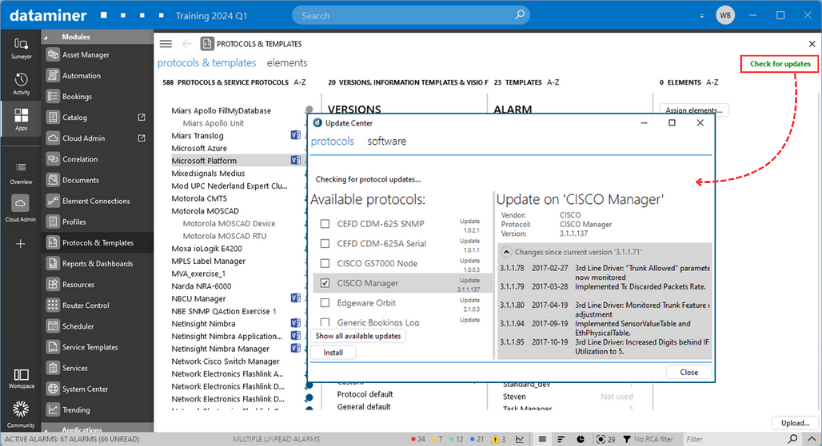 dataminer
Training 2024 Q1
Search
WB
Surveyor
Activity
Apps
Overview
Cloud Admin
Workspace
Community
Modules
Asset Manager
Automation
Bookings
Catalog
Cloud Admin
Correlation
Documents
Element Connections
Profiles
Protocols & Templates
Reports & Dashboards
Resources
Router Control
Scheduler
Service Templates
Services
System Center
Trending
Applications
PROTOCOLS & TEMPLATES
protocols & templates elements
Check for updates
588 PROTOCOLS & SERVICE PROTOCOLS A-Z
20 VERSIONS, INFORMATION TEMPLATES & VISIO F
23 TEMPLATES A-Z
0 ELEMENTS A-Z
Miars Apollo FillMyDatabase
Miars Apollo Unit
Miars Translog
Microsoft Azure
Microsoft Platform
Mixedsignals Medius
Mod UPC Nederland Expert Clu...
Motorola CMTS
Motorola MOSCAD
Motorola MOSCAD Device
Motorola MOSCAD RTU
Moxa ioLogik E4200
MPLS Label Manager
MVA_exercise_1
Narda NRA-6000
NBCU Manager
NBE SNMP QAction Exercise 1
NetInsight Nimbra
NetInsight Nimbra Application...
NetInsight Nimbra Manager
Network Cisco Switch Manager
Network Electronics Flashlink A...
Network Electronics Flashlink D...
Network Electronics Flashlink D...
VERSIONS
ALARM
Assign elements...
Update Center
protocols software
Checking for protocol updates...
Available protocols:
CEFD CDM-625 SNMP Update
1.0.2.1
CEFD CDM-625A Serial Update
1.0.1.1
CISCO GS7000 Node Update
1.0.0.3
CISCO Manager Update
3.1.1.137
Edgeware Orbit Update
2.1.0.3
Generic Bookings Log Update
Show all available updates
Install
Update on 'CISCO Manager'
Vendor: CISCO
Protocol: CISCO Manager
Version: 3.1.1.137
Changes since current version '3.1.1.71'
3.1.1.78 2017-02-27 3rd Line Driver: "Trunk Allowed" paramete
now monitored
3.1.1.79 2017-03-28 Implemented Tx Discarded Packets Rate.
3.1.1.80 2017-04-19 3rd Line Driver: Monitored Trunk Feature
adjustment
3.1.1.94 2017-09-19 Implemented SensorValueTable and
EthPhysicalTable.
3.1.1.95 2017-10-19 3rd Line Driver: Increased Digits behind IF
Utilization to 5.
Close
Protocol default
General default
Standard_dev
Steven Not used
Task Manager
Upload...
ACTIVE ALARMS: 67 ALARMS (66 UNREAD)
MULTIPLE UNREAD ALARMS
24 7 12 21 3
29 No RCA filter
Filter